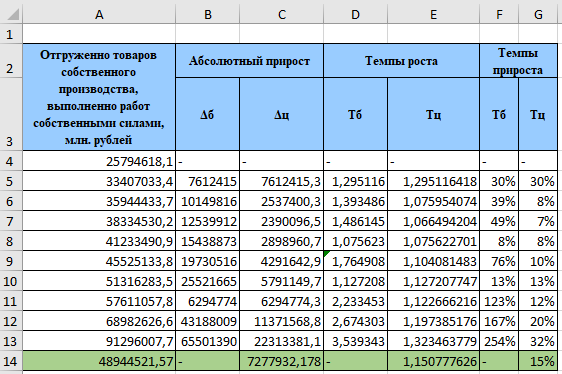 A B C D E F G
1
2 Отгруженно товаров собственного производства, выполненно работ собственными силами, млн. рублей Абсолютный прирост Темпы роста Темпы прироста
3 Δб Δц Тб Тц Тб Тц
4 25794618,1 - - - - - -
5 33407033,4 7612415 7612415,3 1,295116 1,295116418 30% 30%
6 35944433,7 10149816 2537400,3 1,393486 1,075954074 39% 8%
7 38334530,2 12539912 2390096,5 1,486145 1,066494204 49% 7%
8 41233490,9 15438873 2898960,7 1,075623 1,075622701 8% 8%
9 45525133,8 19730516 4291642,9 1,764908 1,104081483 76% 10%
10 51316283,5 25521665 5791149,7 1,127208 1,127207747 13% 13%
11 57611057,8 6294774 6294774,3 2,233453 1,122666216 123% 12%
12 68982626,6 43188009 11371568,8 2,674303 1,197385176 167% 20%
13 91296007,7 65501390 22313381,1 3,539343 1,323463779 254% 32%
14 48944521,57 - 7277932,178 - 1,150777626 - 15%